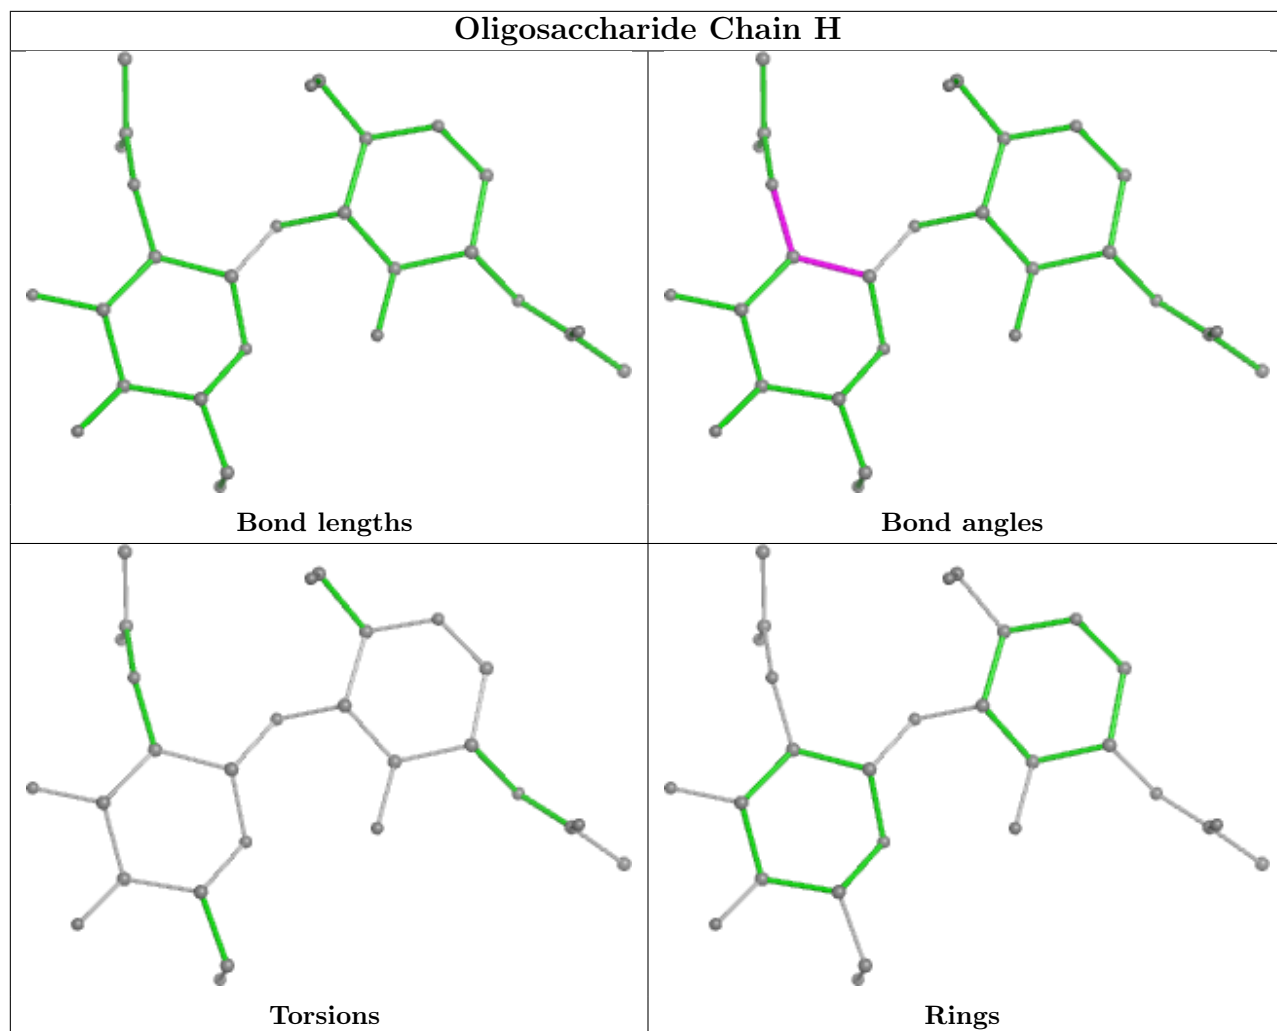 Oligosaccharide Chain H
Bond lengths
Bond angles
Torsions
Rings